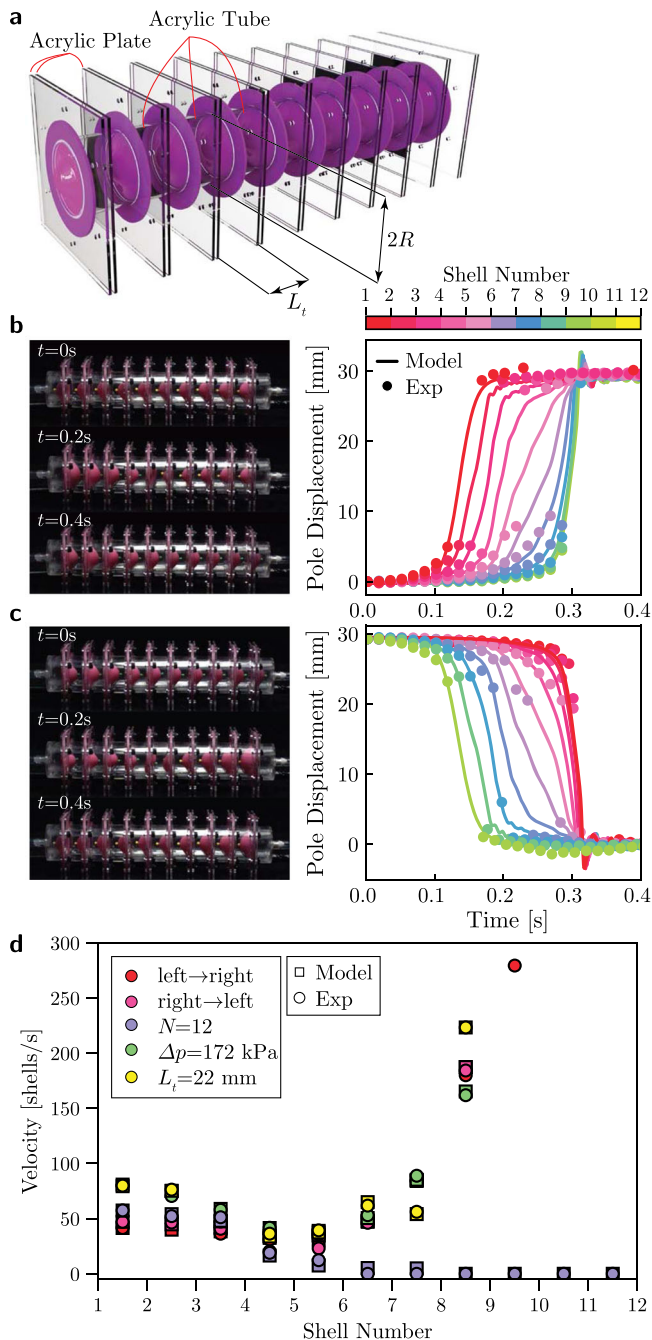 a
Acrylic Plate
Acrylic Tube
2R
L_t
Shell Number
1 2 3 4 5 6 7 8 9 10 11 12
b
t=0s
t=0.2s
t=0.4s
Pole Displacement [mm]
30
20
10
0
Model
Exp
0.0 0.1 0.2 0.3 0.4
c
t=0s
t=0.2s
t=0.4s
Pole Displacement [mm]
30
20
10
0
0.0 0.1 0.2 0.3 0.4
Time [s]
d
Velocity [shells/s]
300
250
200
150
100
50
0
left→right
right→left
N=12
Δp=172 kPa
L_t=22 mm
Model
Exp
1 2 3 4 5 6 7 8 9 10 11 12
Shell Number